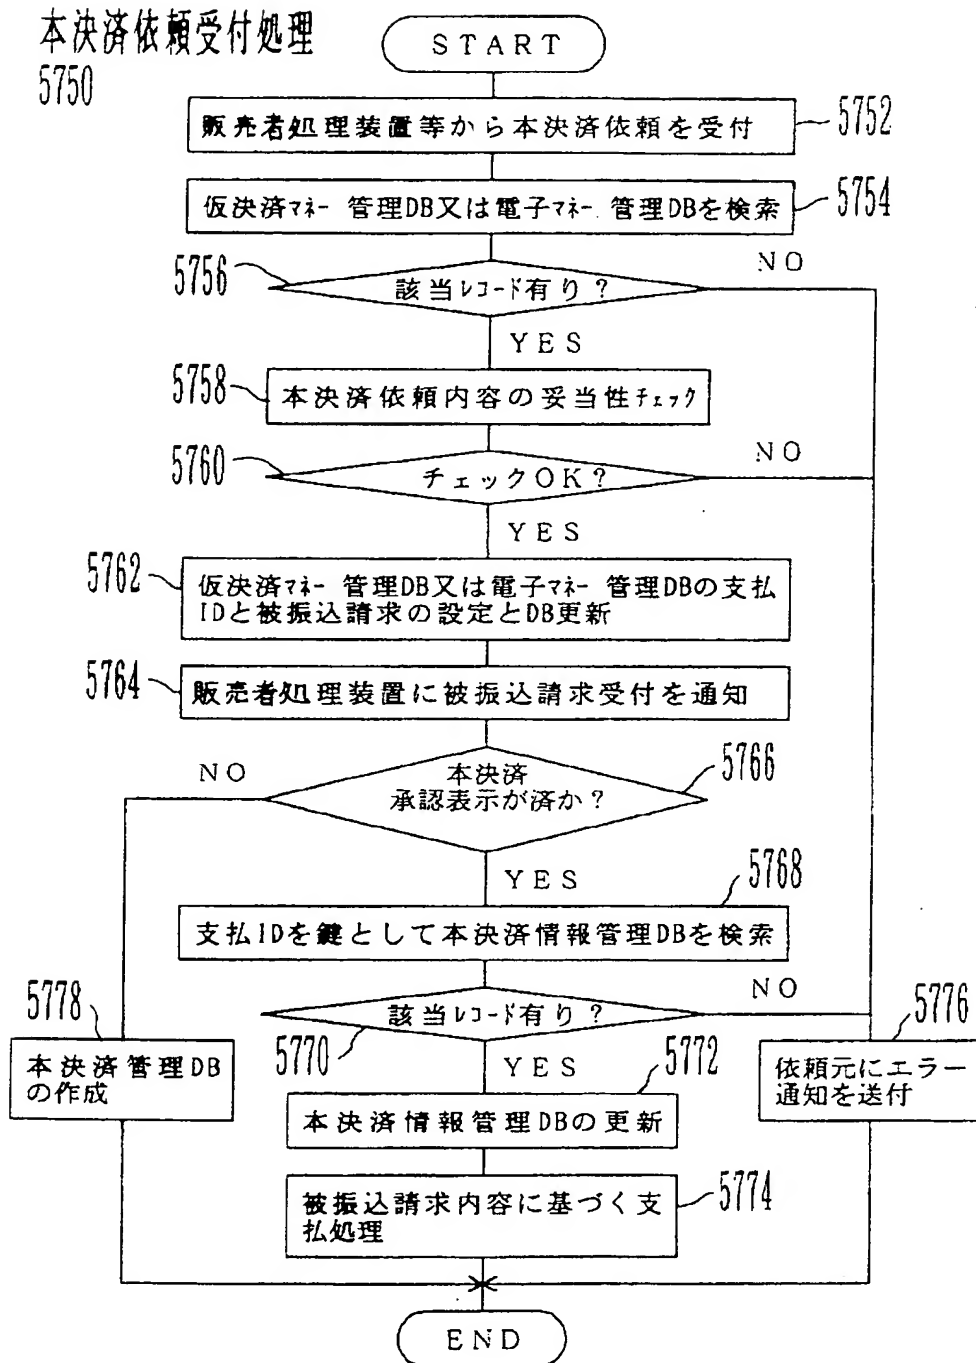 本決済依頼受付処理
5750
START
販売者処理装置等から本決済依頼を受付
5752
仮決済ﾏﾈｰ管理DB又は電子ﾏﾈｰ管理DBを検索
5754
5756
該当ﾚｺｰﾄﾞ有り?
NO
YES
5758
本決済依頼内容の妥当性ﾁｪｯｸ
5760
チェックOK?
NO
YES
5762
仮決済ﾏﾈｰ管理DB又は電子ﾏﾈｰ管理DBの支払
IDと被振込請求の設定とDB更新
5764
販売者処理装置に被振込請求受付を通知
NO
本決済
承認表示が済か?
5766
YES
5768
支払IDを鍵として本決済情報管理DBを検索
5778
該当ﾚｺｰﾄﾞ有り?
NO
5776
5770
YES
5772
本決済管理DB
の作成
依頼元にエラー
通知を送付
本決済情報管理DBの更新
被振込請求内容に基づく支
払処理
5774
END